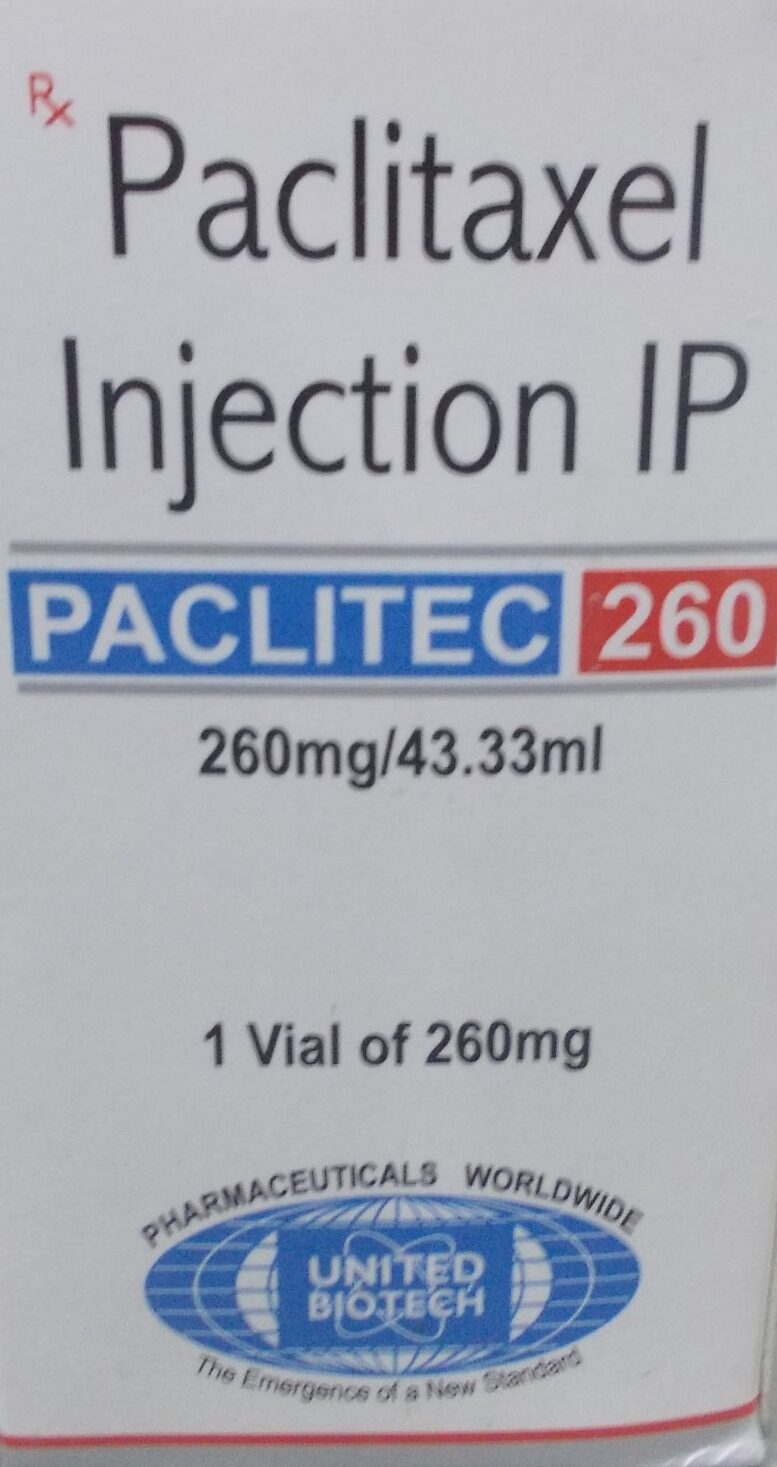 Rx
Paclitaxel
Injection IP
PACLITEC 260
260mg/43.33ml
1 Vial of 260mg
PHARMACEUTICALS WORLDWIDE
UNITED
BIOTECH
The Emergence of a New Standard